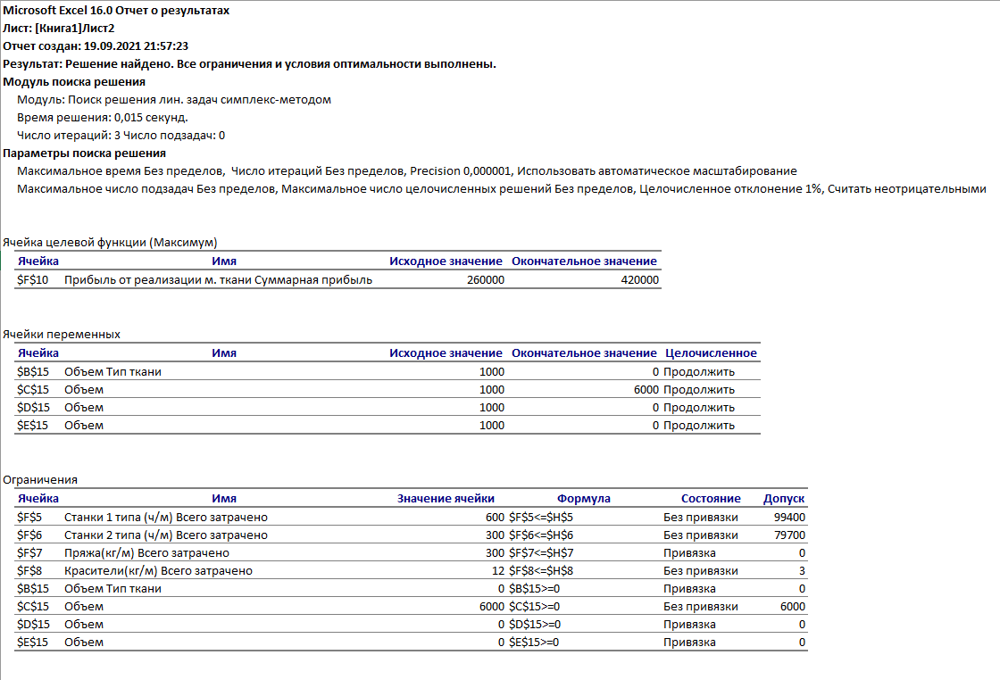 Microsoft Excel 16.0 Отчет о результатах
Лист: [Книга1]Лист2
Отчет создан: 19.09.2021 21:57:23
Результат: Решение найдено. Все ограничения и условия оптимальности выполнены.
Модуль поиска решения
Модуль: Поиск решения лин. задач симплекс-методом
Время решения: 0,015 секунд.
Число итераций: 3 Число подзадач: 0
Параметры поиска решения
Максимальное время Без пределов, Число итераций Без пределов, Precision 0,000001, Использовать автоматическое масштабирование
Максимальное число подзадач Без пределов, Максимальное число целочисленных решений Без пределов, Целочисленное отклонение 1%, Считать неотрицательными
Ячейка целевой функции (Максимум)
Ячейка Имя Исходное значение Окончательное значение
$F$10 Прибыль от реализации м. ткани Суммарная прибыль 260000 420000
Ячейки переменных
Ячейка Имя Исходное значение Окончательное значение Целочисленное
$B$15 Объем Тип ткани 1000 0 Продолжить
$C$15 Объем 1000 6000 Продолжить
$D$15 Объем 1000 0 Продолжить
$E$15 Объем 1000 0 Продолжить
Ограничения
Ячейка Имя Значение ячейки Формула Состояние Допуск
$F$5 Станки 1 типа (ч/м) Всего затрачено 600 $F$5<=$H$5 Без привязки 99400
$F$6 Станки 2 типа (ч/м) Всего затрачено 300 $F$6<=$H$6 Без привязки 79700
$F$7 Пряжа(кг/м) Всего затрачено 300 $F$7<=$H$7 Привязка 0
$F$8 Красители(кг/м) Всего затрачено 12 $F$8<=$H$8 Без привязки 3
$B$15 Объем Тип ткани 0 $B$15>=0 Привязка 0
$C$15 Объем 6000 $C$15>=0 Без привязки 6000
$D$15 Объем 0 $D$15>=0 Привязка 0
$E$15 Объем 0 $E$15>=0 Привязка 0